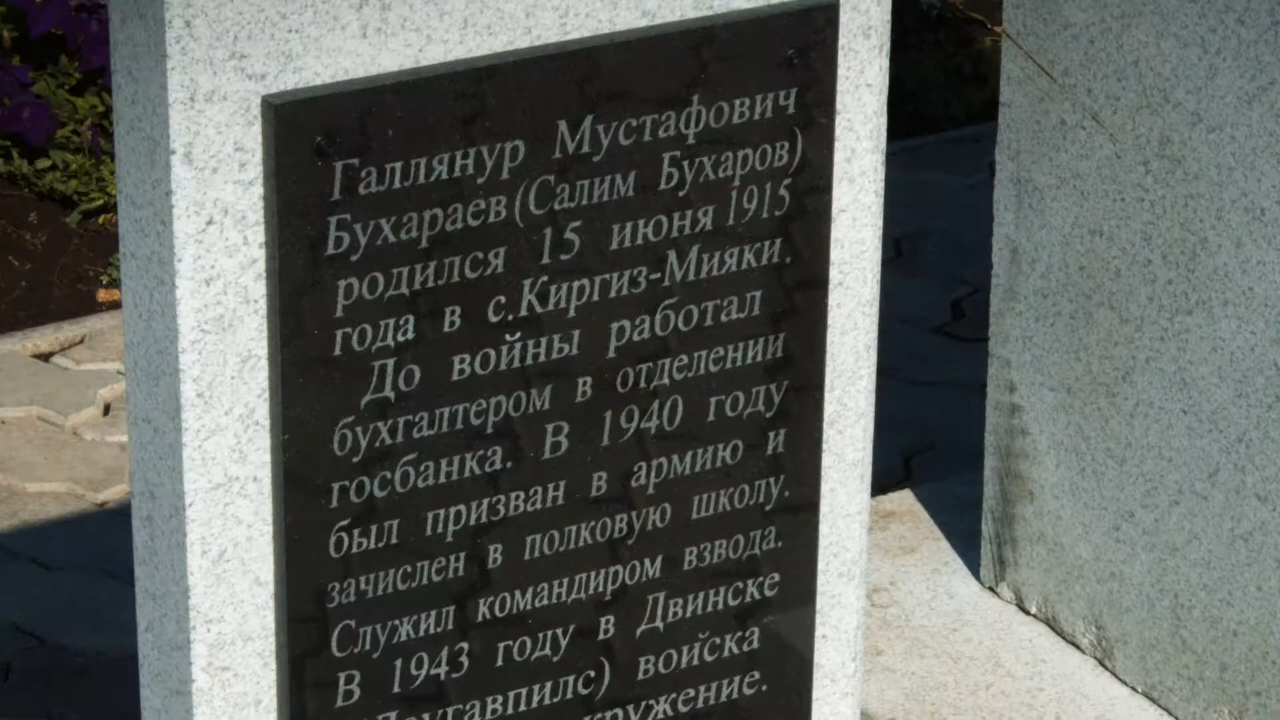 Галлянур Мустафович
Бухараев (Салим Бухаров)
родился 15 июня 1915
года в с.Киргиз-Мияки.
До войны работал
бухгалтером в отделении
госбанка. В 1940 году
был призван в армию и
зачислен в полковую школу.
Служил командиром взвода.
В 1943 году в Двинске
войска